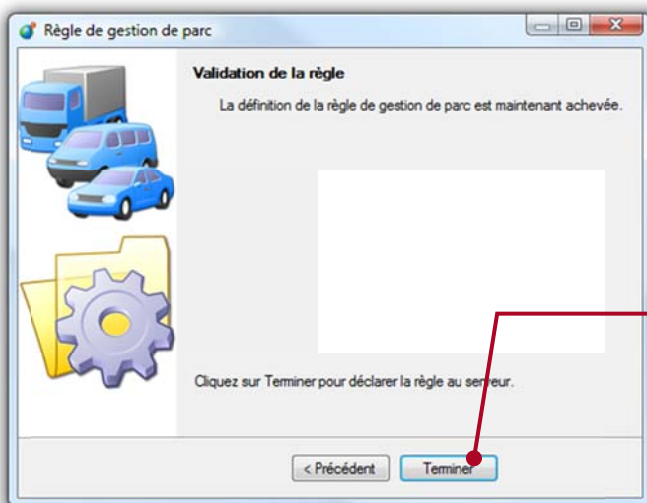 Règle de gestion de parc
Validation de la règle
La définition de la règle de gestion de parc est maintenant achevée.
Cliquez sur Terminer pour déclarer la règle au serveur.
< Précédent
Terminer